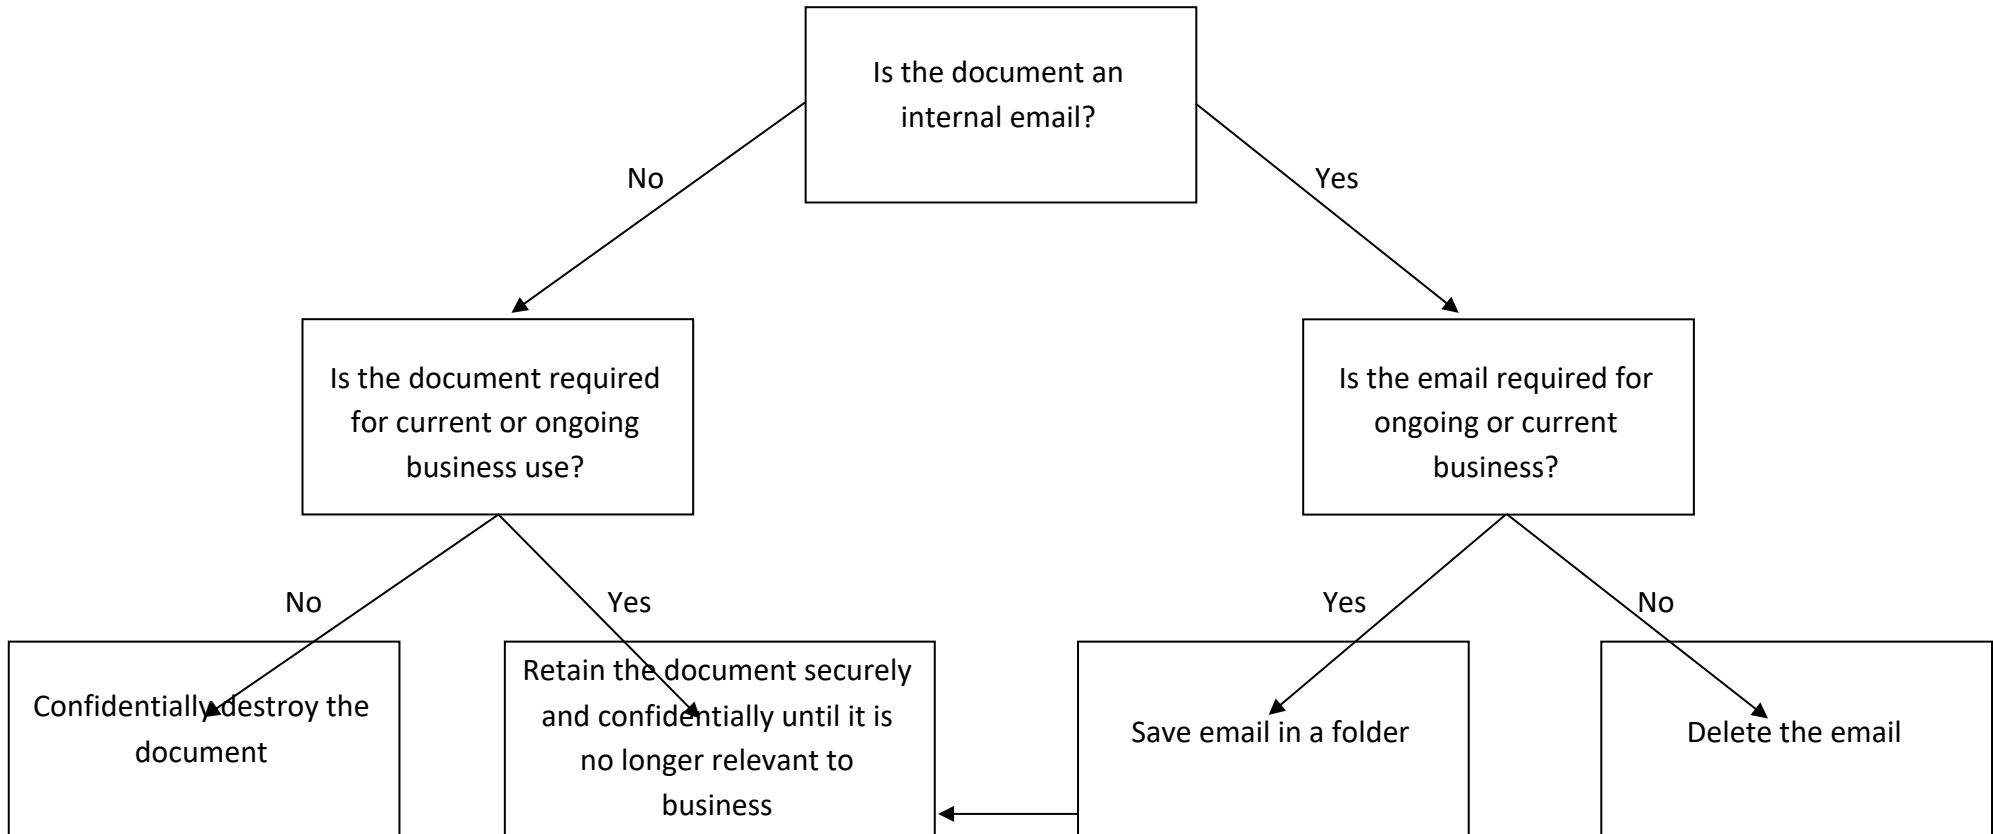 Is the document an
internal email?
No
Yes
Is the document required
for current or ongoing
business use?
Is the email required for
ongoing or current
business?
No
Yes
Yes
No
Confidentially destroy the
document
Retain the document securely
and confidentially until it is
no longer relevant to
business
Save email in a folder
Delete the email